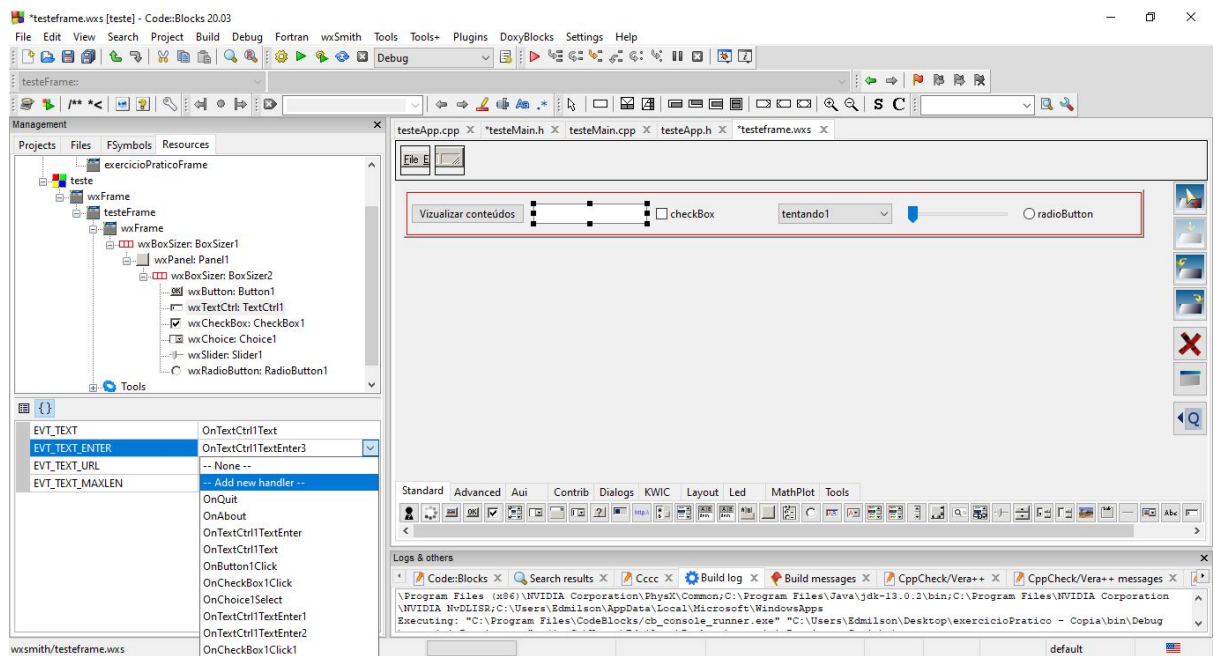 *testeframe.wxs [teste] - Code::Blocks 20.03
File Edit View Search Project Build Debug Fortran wxSmith Tools Tools+ Plugins DoxyBlocks Settings Help
Debug
testeFrame::
/** *<
S C
Management
Projects Files FSymbols Resources
exercicioPraticoFrame
teste
wxFrame
testeFrame
wxFrame
wxBoxSizer: BoxSizer1
wxPanel: Panel1
wxBoxSizer: BoxSizer2
wxButton: Button1
wxTextCtrl: TextCtrl1
wxCheckBox: CheckBox1
wxChoice: Choice1
wxSlider: Slider1
wxRadioButton: RadioButton1
Tools
{}
EVT_TEXT OnTextCtrl1Text
EVT_TEXT_ENTER OnTextCtrl1TextEnter3
EVT_TEXT_URL -- None --
EVT_TEXT_MAXLEN -- Add new handler --
OnQuit
OnAbout
OnTextCtrl1TextEnter
OnTextCtrl1Text
OnButton1Click
OnCheckBox1Click
OnChoice1Select
OnTextCtrl1TextEnter1
OnTextCtrl1TextEnter2
OnCheckBox1Click1
testeApp.cpp *testeMain.h testeMain.cpp testeApp.h *testeframe.wxs
File E
Vizualizar conteúdos checkBox tentando1 radioButton
Q
Standard Advanced Aui Contrib Dialogs KWIC Layout Led MathPlot Tools
Logs & others
Code::Blocks Search results Cccc Build log Build messages CppCheck/Vera++ CppCheck/Vera++ messages
\Program Files (x86)\NVIDIA Corporation\PhysX\Common;C:\Program Files\Java\jdk-13.0.2\bin;C:\Program Files\NVIDIA Corporation
\NVIDIA NvDLISR;C:\Users\Edmilson\AppData\Local\Microsoft\WindowsApps
Executing: "C:\Program Files\CodeBlocks/cb_console_runner.exe" "C:\Users\Edmilson\Desktop\exercicioPratico - Copia\bin\Debug
wxsmith/testeframe.wxs default